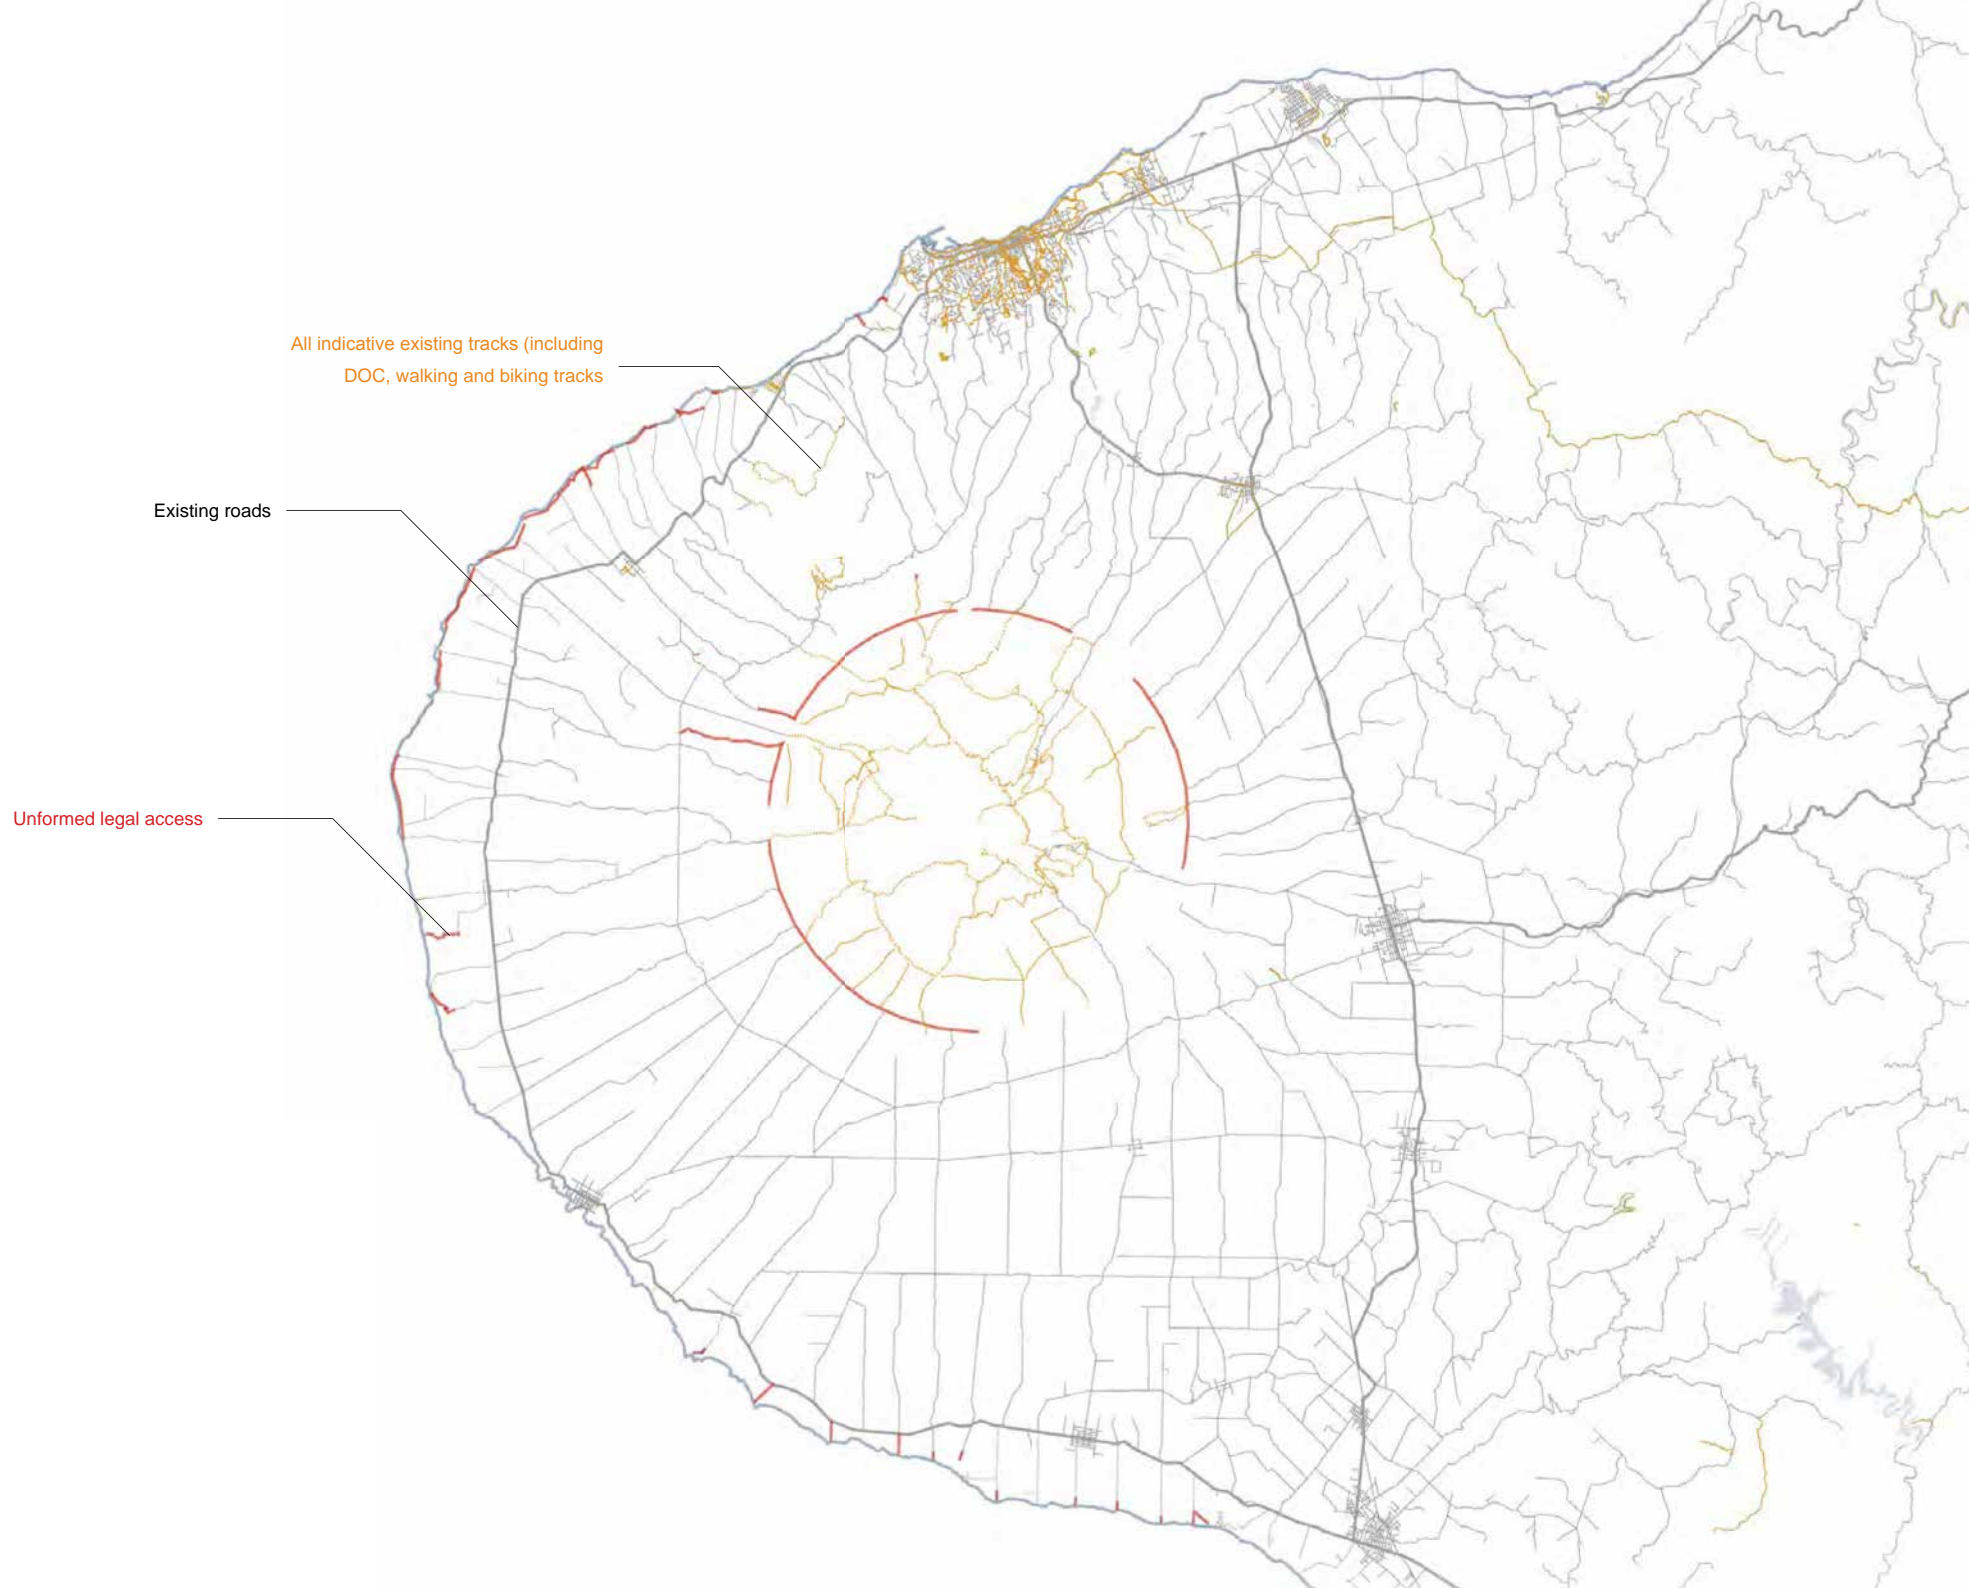 All indicative existing tracks (including
DOC, walking and biking tracks
Existing roads
Unformed legal access